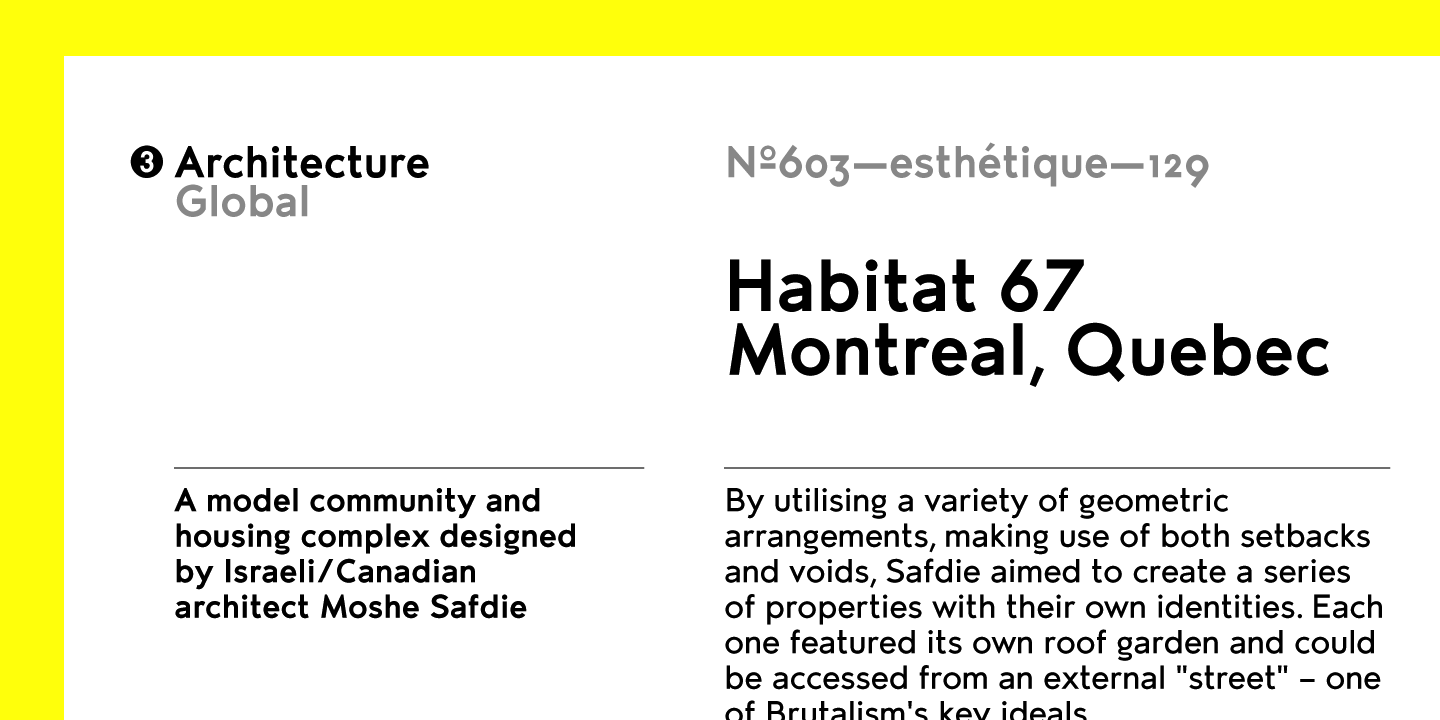 ❸ Architecture
Global
Nº603—esthétique—129
Habitat 67
Montreal, Quebec
A model community and
housing complex designed
by Israeli/Canadian
architect Moshe Safdie
By utilising a variety of geometric
arrangements, making use of both setbacks
and voids, Safdie aimed to create a series
of properties with their own identities. Each
one featured its own roof garden and could
be accessed from an external "street" – one
of Brutalism's key ideals